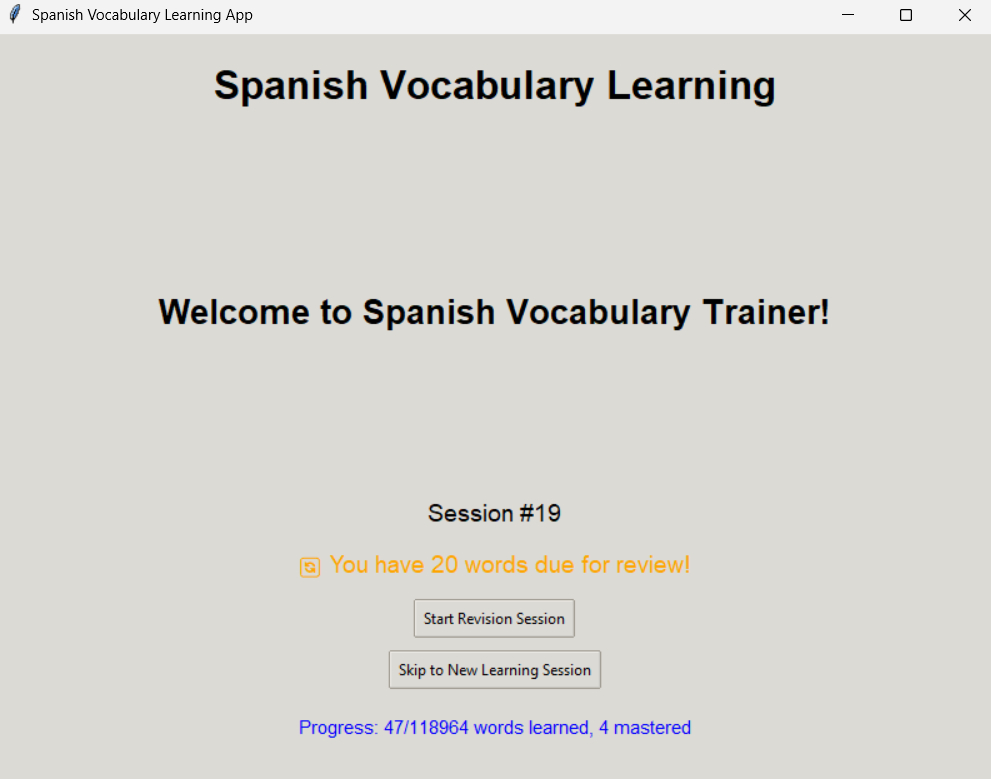 Spanish Vocabulary Learning App
Spanish Vocabulary Learning
Welcome to Spanish Vocabulary Trainer!
Session #19
You have 20 words due for review!
Start Revision Session
Skip to New Learning Session
Progress: 47/118964 words learned, 4 mastered